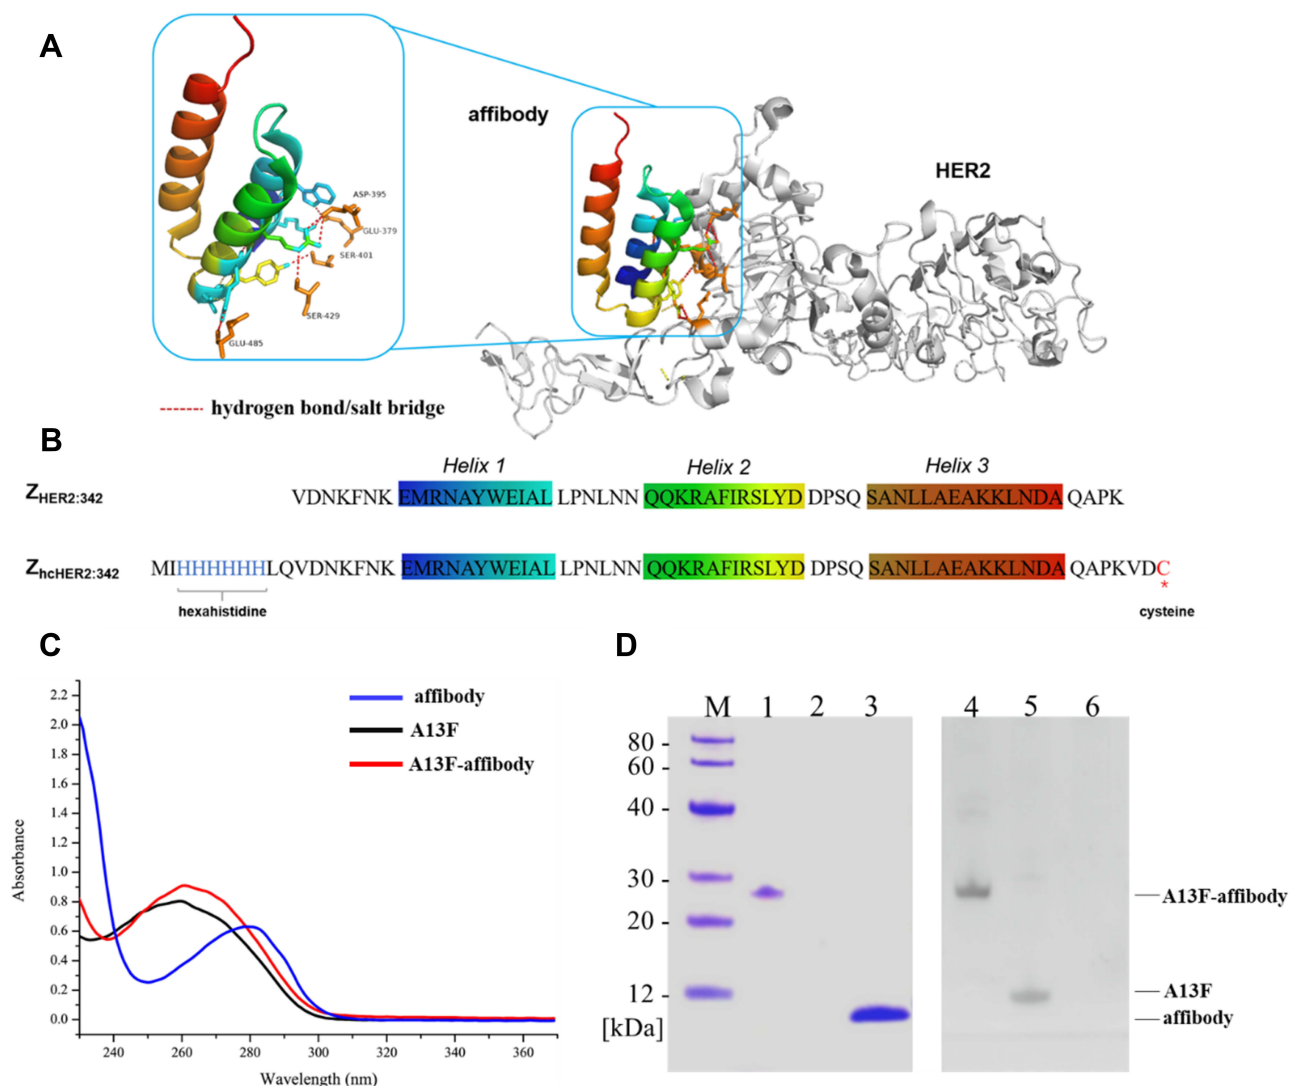 A
affibody
HER2
ASP-395
GLU-379
SER-401
SER-429
GLU-485
hydrogen bond/salt bridge
B
Helix 1 Helix 2 Helix 3
ZHER2:342 VDNKFNK EMRNAYWEIAL LPNLNN QQKRAFIRSLYD DPSQ SANLLAEAKKLNDA QAPK
ZhcHER2:342 MIHHHHHHLQVDNKFNK EMRNAYWEIAL LPNLNN QQKRAFIRSLYD DPSQ SANLLAEAKKLNDA QAPKVDC
*
hexahistidine cysteine
C
2.2
2.0
1.8
1.6
1.4
1.2
1.0
0.8
0.6
0.4
0.2
0.0
Absorbance
affibody
A13F
A13F-affibody
240 260 280 300 320 340 360
Wavelength (nm)
D
M 1 2 3 4 5 6
80
60
40
30
20
12
[kDa]
A13F-affibody
A13F
affibody